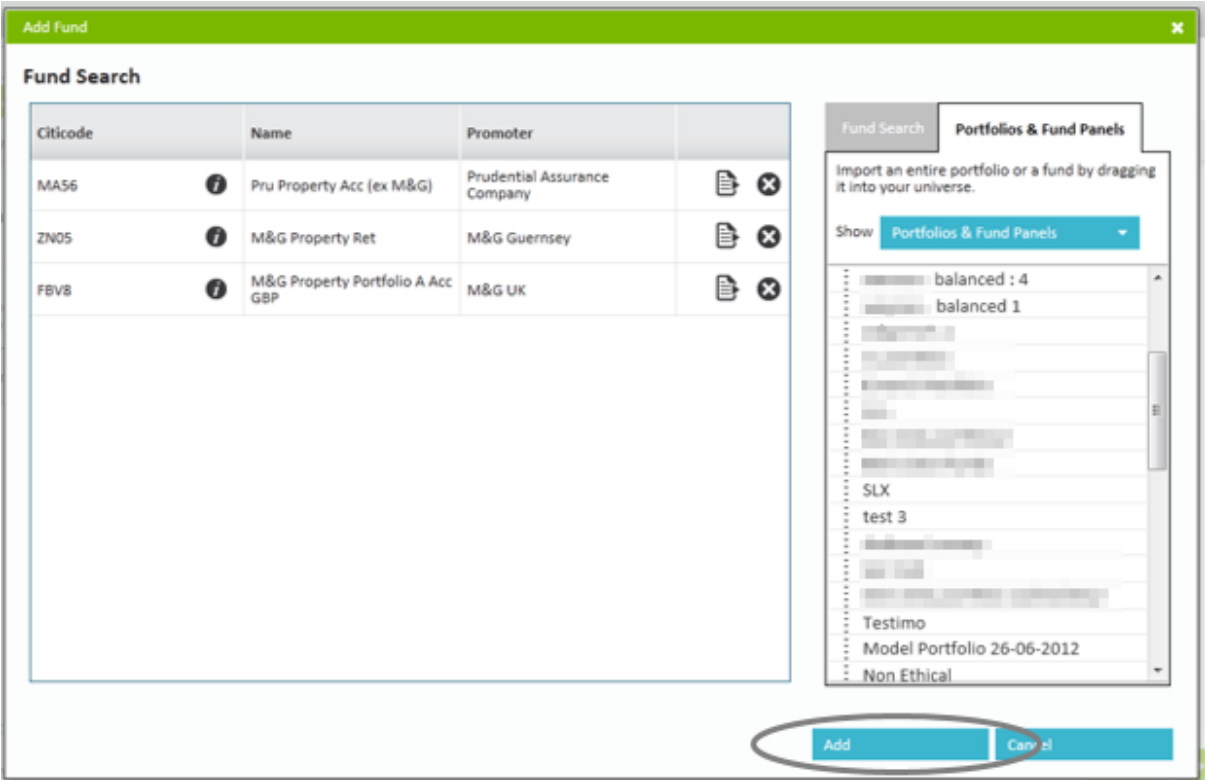 Add Fund
Fund Search
Citicode Name Promoter
MA56 Pru Property Acc (ex M&G) Prudential Assurance
Company
ZN05 M&G Property Ret M&G Guernsey
FBV8 M&G Property Portfolio A Acc
GBP M&G UK
Fund Search Portfolios & Fund Panels
Import an entire portfolio or a fund by dragging
it into your universe.
Show Portfolios & Fund Panels
balanced : 4
balanced 1
SLX
test 3
Testimo
Model Portfolio 26-06-2012
Non Ethical
Add Cancel